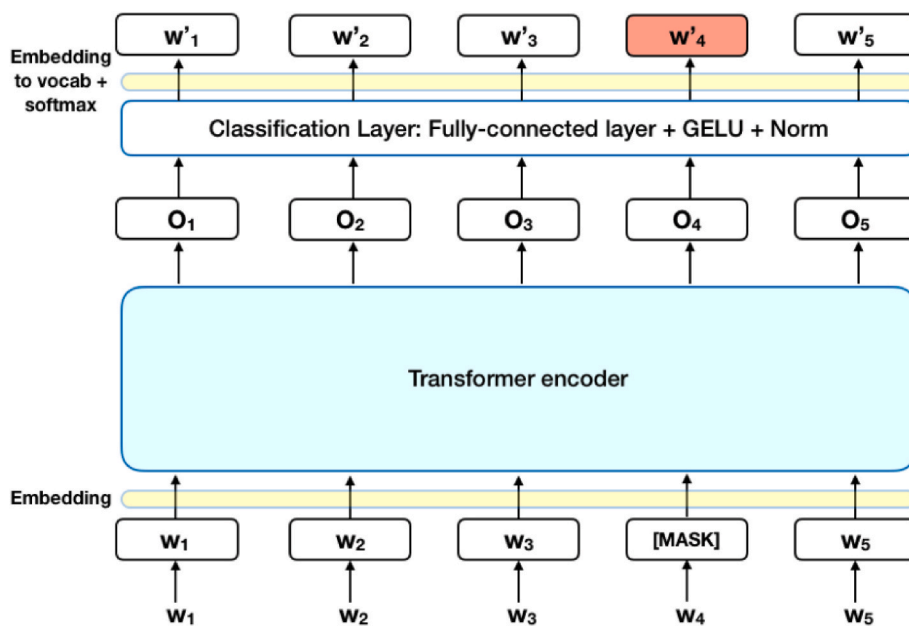 w'₁ w'₂ w'₃ w'₄ w'₅
Embedding
to vocab +
softmax
Classification Layer: Fully-connected layer + GELU + Norm
O₁ O₂ O₃ O₄ O₅
Transformer encoder
Embedding
W₁ W₂ W₃ [MASK] W₅
W₁ W₂ W₃ W₄ W₅